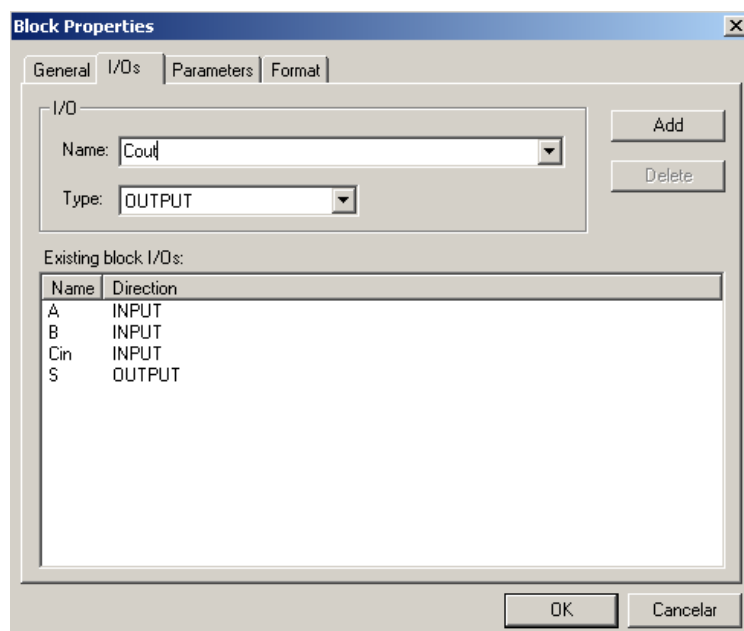 Block Properties
General I/Os Parameters Format
I/O
Name: Cout
Type: OUTPUT
Add
Delete
Existing block I/Os:
Name Direction
A INPUT
B INPUT
Cin INPUT
S OUTPUT
OK Cancelar